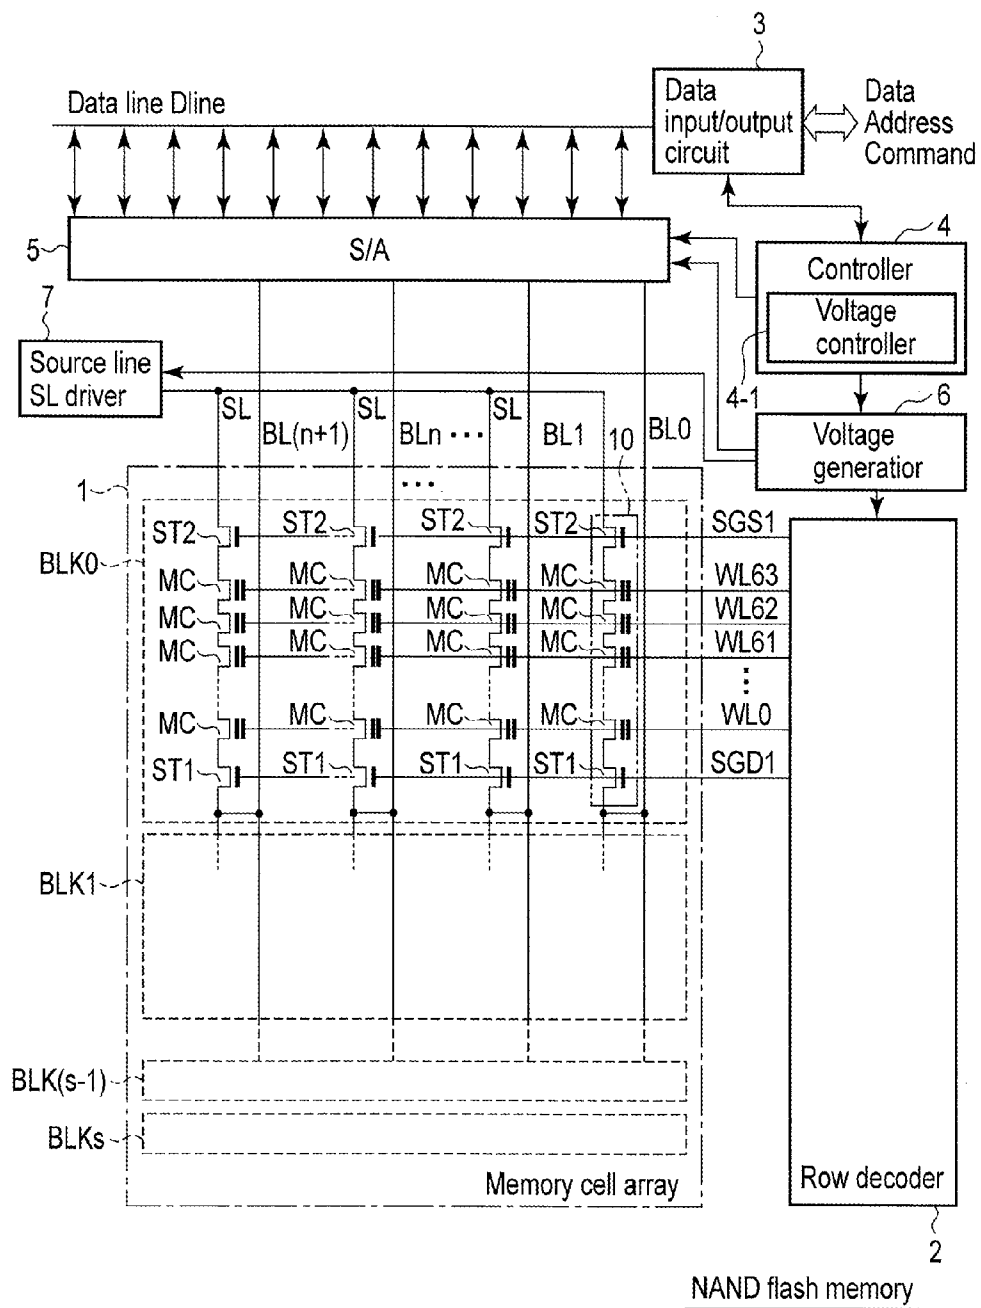 3
Data line Dline
Data
input/output
circuit
Data
Address
Command
5
S/A
4
Controller
Voltage
controller
4-1
7
Source line
SL driver
6
Voltage
generatior
SL
SL
SL
BL(n+1)
BLn ・・・
BL1
BL0
10
1
・・・
BLK0
ST2
ST2
ST2
ST2
SGS1
MC
MC
MC
MC
WL63
MC
MC
MC
MC
WL62
MC
MC
MC
MC
WL61
MC
MC
MC
MC
WL0
ST1
ST1
ST1
ST1
SGD1
BLK1
BLK(s-1)
BLKs
Memory cell array
Row decoder
2
NAND flash memory